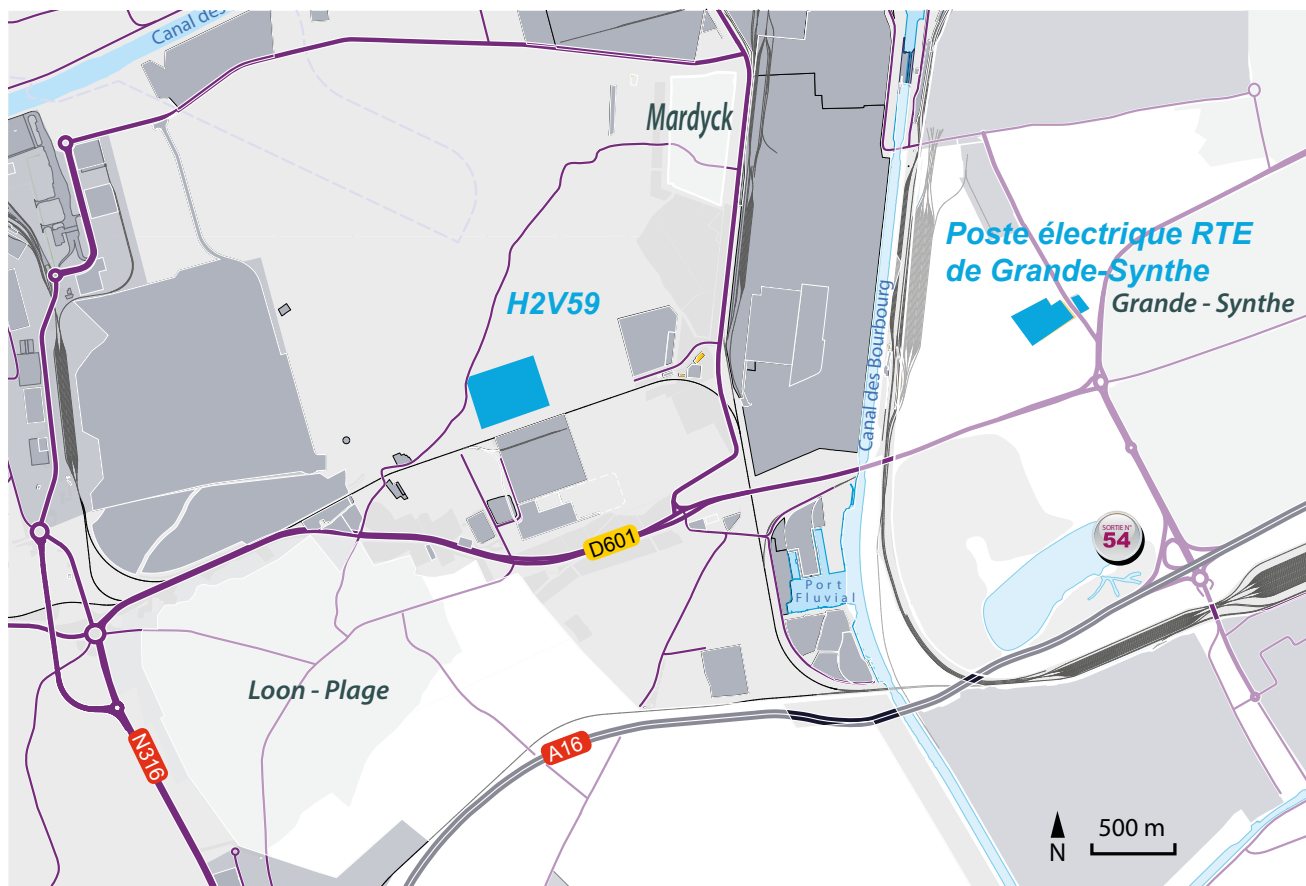 Canal des
Mardyck
Poste électrique RTE
de Grande-Synthe
Grande - Synthe
H2V59
Canal des Bourbourg
SORTIE N°
54
D601
Port
Fluvial
Loon - Plage
N316
A16
N
500 m